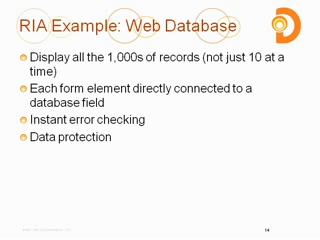 RIA Example: Web Database
Display all the 1,000s of records (not just 10 at a
time)
Each form element directly connected to a
database field
Instant error checking
Data protection
14